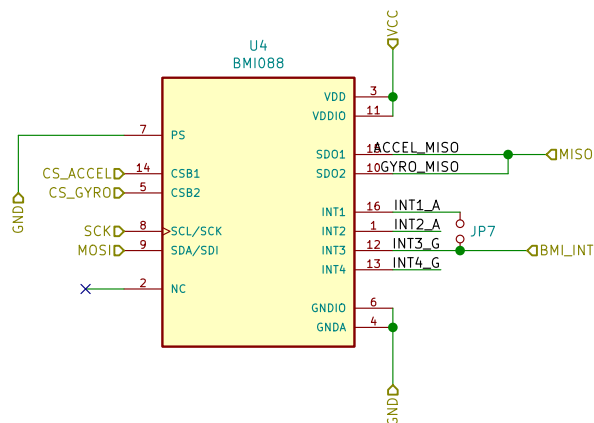 VCC
U4
BMI088
3 VDD
11 VDDIO
7 PS
15 SDO1 ACCEL_MISO MISO
CS_ACCEL 14 CSB1
10 SDO2 GYRO_MISO
CS_GYRO 5 CSB2
GND
16 INT1 INT1_A
SCK 8 SCL/SCK
1 INT2 INT2_A
JP7
MOSI 9 SDA/SDI
12 INT3 INT3_G BMI_INT
13 INT4 INT4_G
2 NC
6 GNDIO
4 GNDA
GND